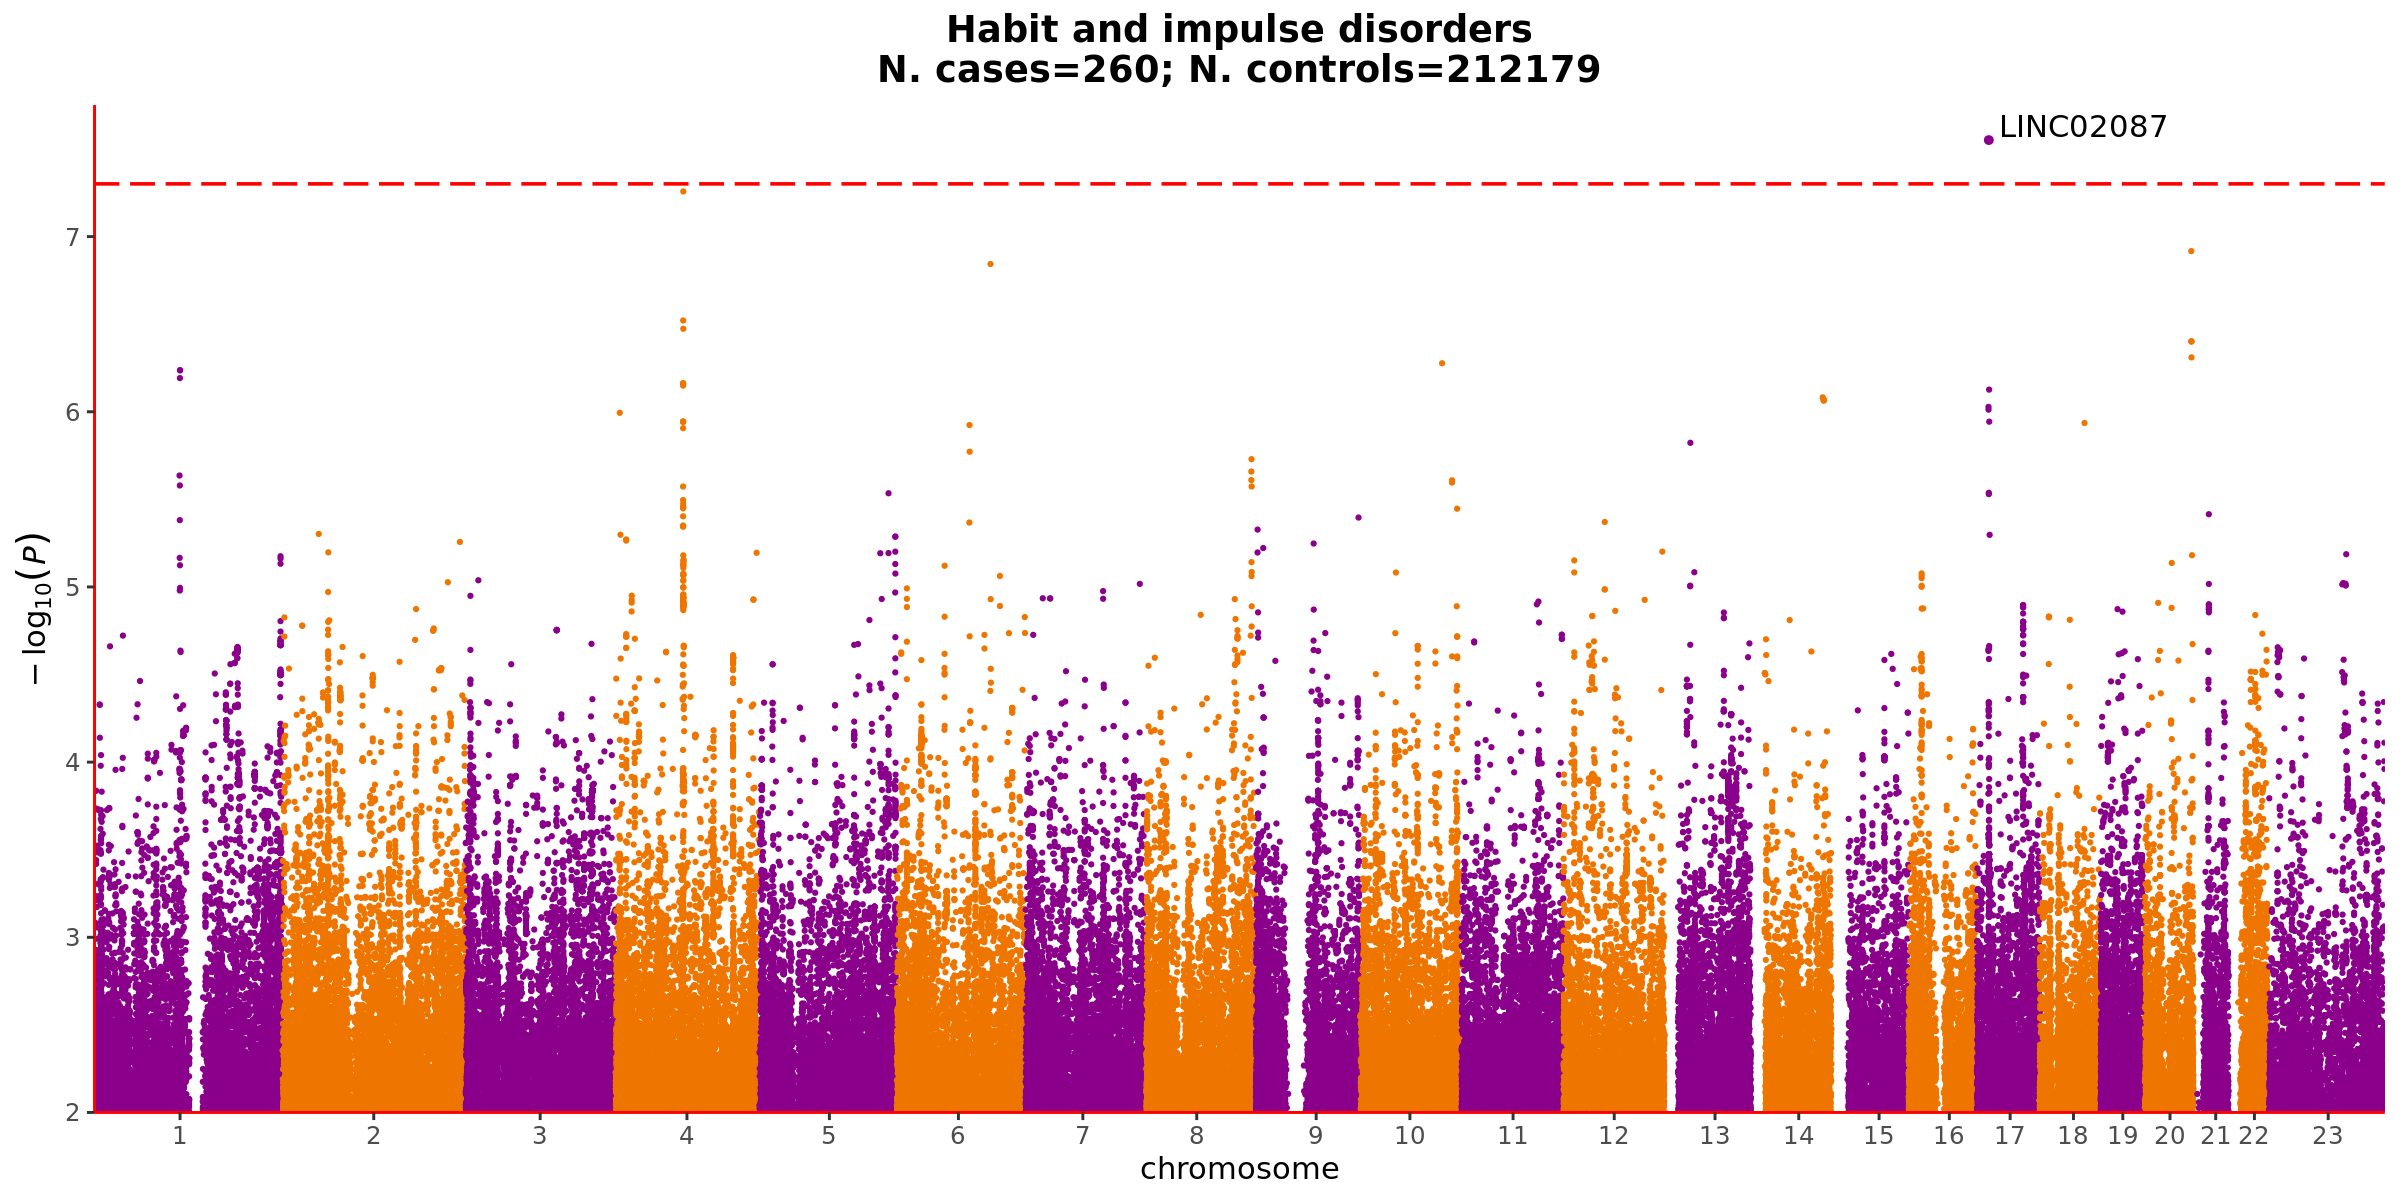 Habit and impulse disorders
N. cases=260; N. controls=212179
LINC02087
7
6
5
4
3
2
− log10(P)
1 2 3 4 5 6 7 8 9 10 11 12 13 14 15 16 17 18 19 20 21 22 23
chromosome